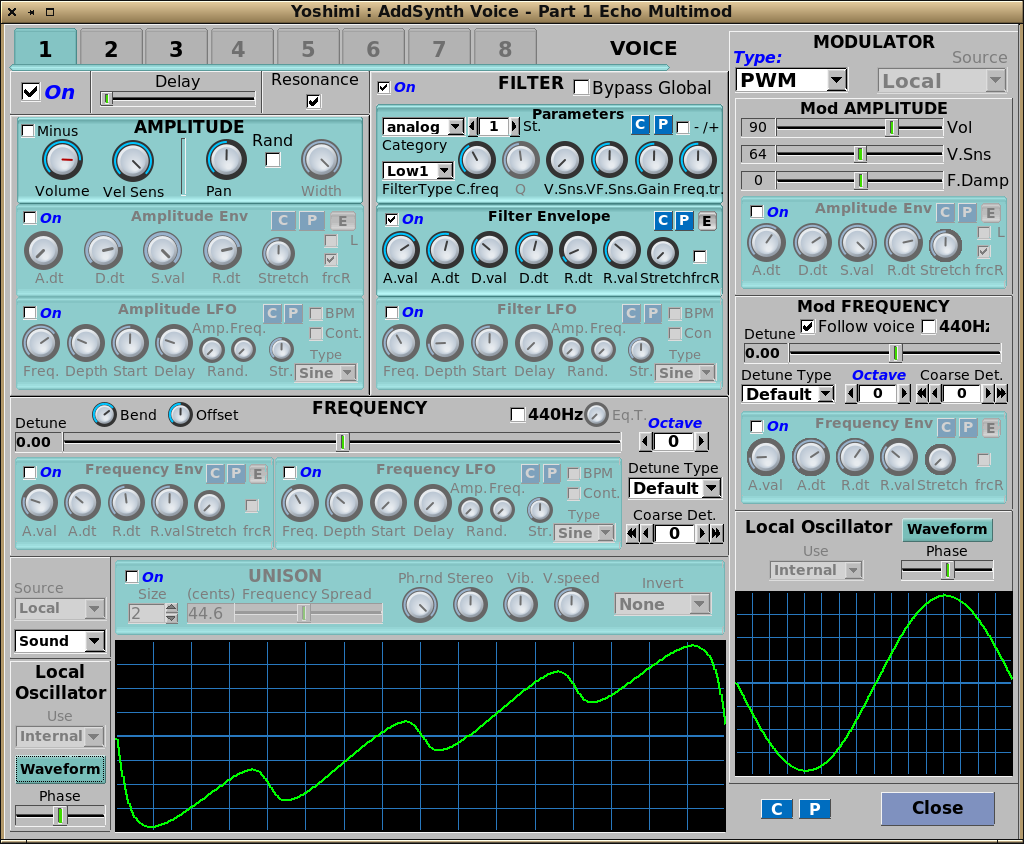 Yoshimi : AddSynth Voice - Part 1 Echo Multimod
1 2 3 4 5 6 7 8 VOICE
On
Delay
Resonance
Minus AMPLITUDE
Rand
Volume Vel Sens Pan Width
On Amplitude Env C P E
L
A.dt D.dt S.val R.dt Stretch frcR
On Amplitude LFO C P BPM
Amp. Freq. Cont.
Type
Freq. Depth Start Delay Rand. Str. Sine
On FILTER Bypass Global
Parameters
analog 1 St. C P - /+
Category
Low1
FilterType C.freq Q V.Sns. VF.Sns. Gain Freq.tr.
On Filter Envelope C P E
A.val A.dt D.val D.dt R.dt R.val Stretch frcR
On Filter LFO C P BPM
Amp. Freq. Con
Type
Freq. Depth Start Delay Rand. Str. Sine
Bend Offset FREQUENCY 440Hz Eq.T.
Detune
0.00
Octave
0
On Frequency Env C P E
A.val A.dt R.dt R.val Stretch frcR
On Frequency LFO C P BPM
Amp. Freq. Cont.
Type
Freq. Depth Start Delay Rand. Str. Sine
Detune Type
Default
Coarse Det.
0
Source
Local
Sound
On UNISON
Size (cents) Frequency Spread
2 44.6
Ph.rnd Stereo Vib. V.speed
Invert
None
Local
Oscillator
Use
Internal
Waveform
Phase
MODULATOR
Type: Source
PWM Local
Mod AMPLITUDE
90 Vol
64 V.Sns
0 F.Damp
On Amplitude Env C P E
L
A.dt D.dt S.val R.dt Stretch frcR
Mod FREQUENCY
Detune Follow voice 440Hz
0.00
Detune Type Octave Coarse Det.
Default 0 0
On Frequency Env C P E
A.val A.dt R.dt R.val Stretch frcR
Local Oscillator Waveform
Use Phase
Internal
C P Close